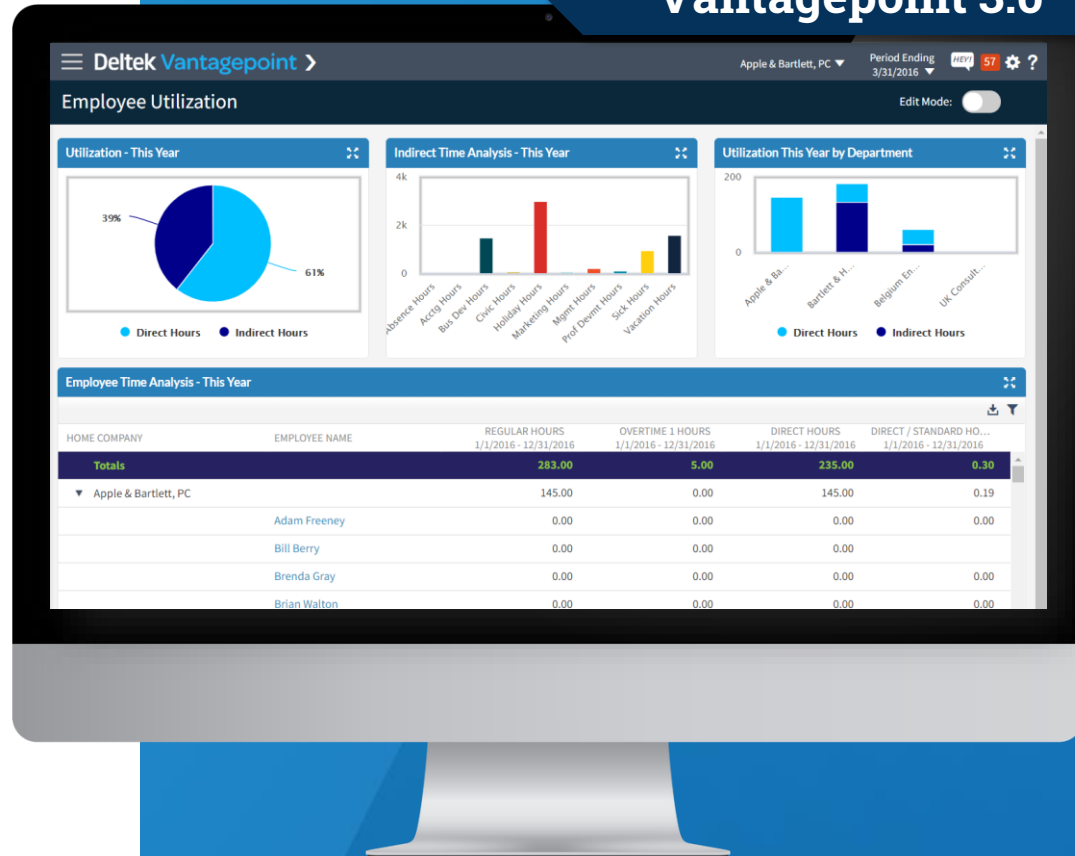 Vantagepoint 3.0
Deltek Vantagepoint
Apple & Bartlett, PC
Period Ending
3/31/2016
HEY!
57
?
Employee Utilization
Edit Mode:
Utilization - This Year
39%
61%
Direct Hours
Indirect Hours
Indirect Time Analysis - This Year
4k
2k
0
Absence Hours
Acctg Hours
Bus Dev Hours
Civic Hours
Holiday Hours
Marketing Hours
Mgmt Hours
Prof Devmt Hours
Sick Hours
Vacation Hours
Utilization This Year by Department
200
0
Apple & Ba...
Bartlett & H...
Belgium En...
UK Consult...
Direct Hours
Indirect Hours
Employee Time Analysis - This Year
HOME COMPANY EMPLOYEE NAME REGULAR HOURS OVERTIME 1 HOURS DIRECT HOURS DIRECT / STANDARD HO...
1/1/2016 - 12/31/2016 1/1/2016 - 12/31/2016 1/1/2016 - 12/31/2016 1/1/2016 - 12/31/2016
Totals 283.00 5.00 235.00 0.30
Apple & Bartlett, PC 145.00 0.00 145.00 0.19
Adam Freeney 0.00 0.00 0.00 0.00
Bill Berry 0.00 0.00 0.00
Brenda Gray 0.00 0.00 0.00 0.00
Brian Walton 0.00 0.00 0.00 0.00